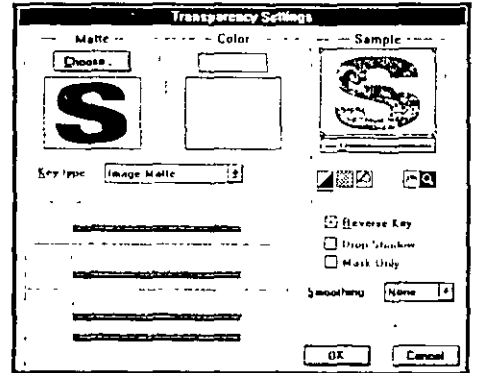 Transparency Settings
Matte
Color
Sample
Choose...
S
S
Key type
Image Matte
Reverse Key
Drop Shadow
Mask Only
Smoothing
None
OK
Cancel